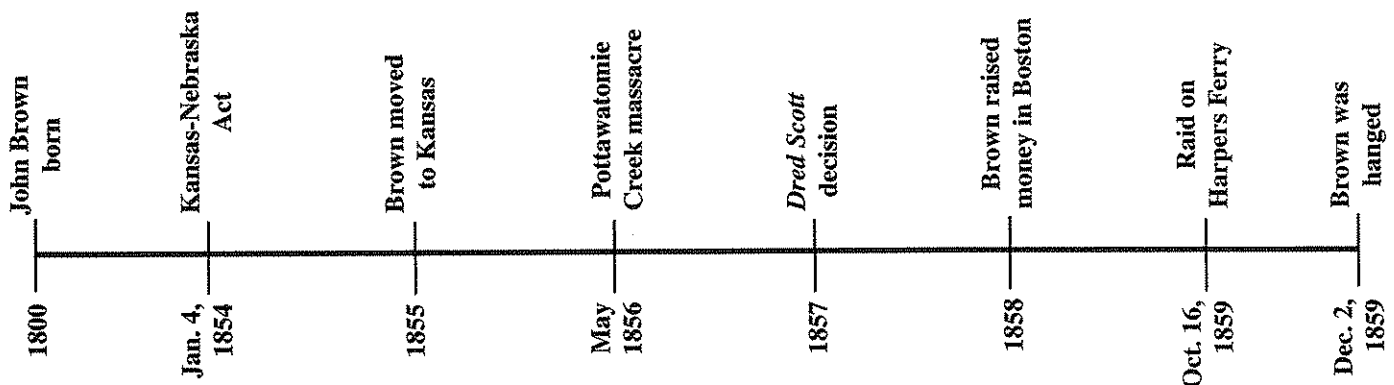 John Brown
born
Kansas-Nebraska
Act
Brown moved
to Kansas
Pottawatomie
Creek massacre
Dred Scott
decision
Brown raised
money in Boston
Raid on
Harpers Ferry
Brown was
hanged
1800
Jan. 4,
1854
1855
May
1856
1857
1858
Oct. 16,
1859
Dec. 2,
1859